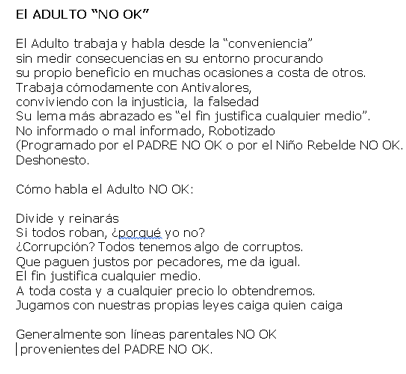 El ADULTO “NO OK”
El Adulto trabaja y habla desde la “conveniencia”
sin medir consecuencias en su entorno procurando
su propio beneficio en muchas ocasiones a costa de otros.
Trabaja cómodamente con Antivalores,
conviviendo con la injusticia, la falsedad
Su lema más abrazado es “el fin justifica cualquier medio”.
No informado o mal informado, Robotizado
(Programado por el PADRE NO OK o por el Niño Rebelde NO OK.
Deshonesto.
Cómo habla el Adulto NO OK:
Divide y reinarás
Si todos roban, ¿porqué yo no?
¿Corrupción? Todos tenemos algo de corruptos.
Que paguen justos por pecadores, me da igual.
El fin justifica cualquier medio.
A toda costa y a cualquier precio lo obtendremos.
Jugamos con nuestras propias leyes caiga quien caiga
Generalmente son líneas parentales NO OK
provenientes del PADRE NO OK.